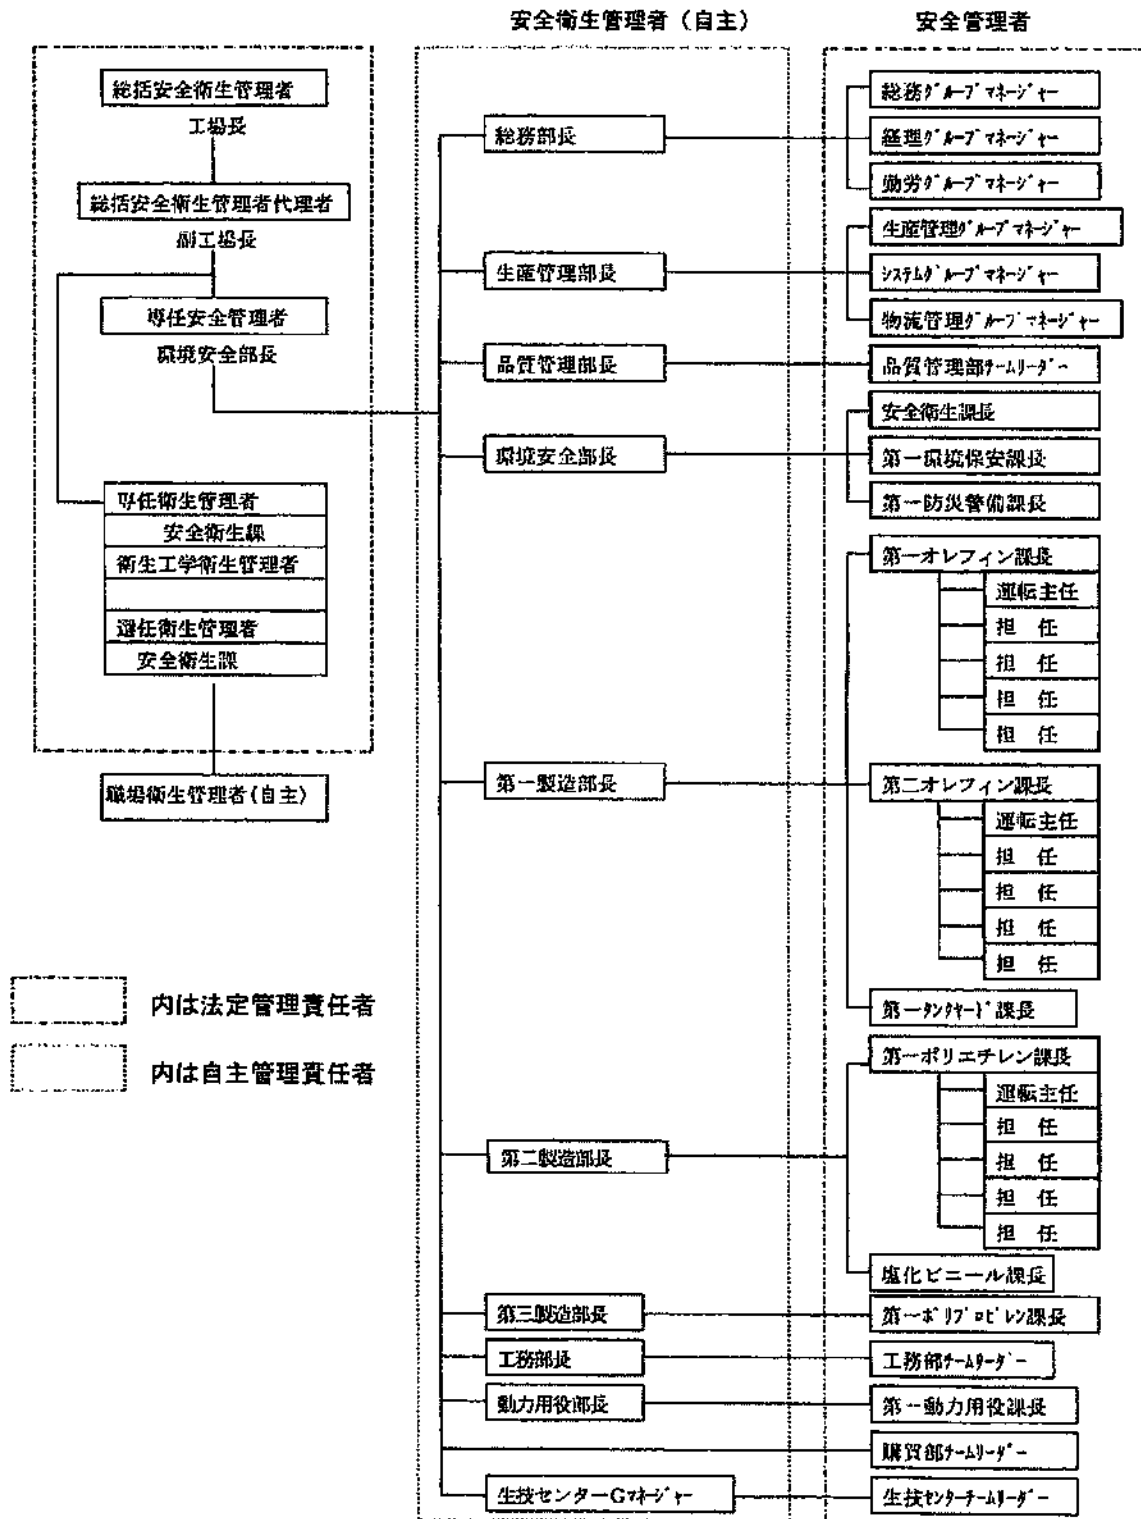 安全衛生管理者（自主）
安全管理者
総括安全衛生管理者
工場長
総括安全衛生管理者代理者
副工場長
専任安全管理者
環境安全部長
専任衛生管理者
安全衛生課
衛生工学衛生管理者
選任衛生管理者
安全衛生課
職場衛生管理者(自主)
内は法定管理責任者
内は自主管理責任者
総務部長
生産管理部長
品質管理部長
環境安全部長
第一製造部長
第二製造部長
第三製造部長
工務部長
動力用役部長
生技センターGﾏﾈｰｼﾞｬｰ
総務ｸﾞﾙｰﾌﾟﾏﾈｰｼﾞｬｰ
経理ｸﾞﾙｰﾌﾟﾏﾈｰｼﾞｬｰ
勤労ｸﾞﾙｰﾌﾟﾏﾈｰｼﾞｬｰ
生産管理ｸﾞﾙｰﾌﾟﾏﾈｰｼﾞｬｰ
ｼｽﾃﾑｸﾞﾙｰﾌﾟﾏﾈｰｼﾞｬｰ
物流管理ｸﾞﾙｰﾌﾟﾏﾈｰｼﾞｬｰ
品質管理部ﾁｰﾑﾘｰﾀﾞｰ
安全衛生課長
第一環境保安課長
第一防災警備課長
第一オレフィン課長
運転主任
担　任
担　任
担　任
担　任
第二オレフィン課長
運転主任
担　任
担　任
担　任
担　任
第一ﾀﾝｸﾔｰﾄﾞ課長
第一ポリエチレン課長
運転主任
担　任
担　任
担　任
担　任
塩化ビニール課長
第一ﾎﾟﾘﾌﾟﾛﾋﾟﾚﾝ課長
工務部ﾁｰﾑﾘｰﾀﾞｰ
第一動力用役課長
購買部ﾁｰﾑﾘｰﾀﾞｰ
生技ｾﾝﾀｰﾁｰﾑﾘｰﾀﾞｰ